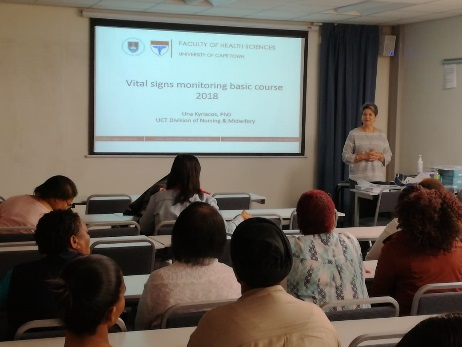 FACULTY OF HEALTH SCIENCES
UNIVERSITY OF CAPE TOWN
Vital signs monitoring basic course
2018
Una Kyriacos, PhD
UCT Division of Nursing & Midwifery